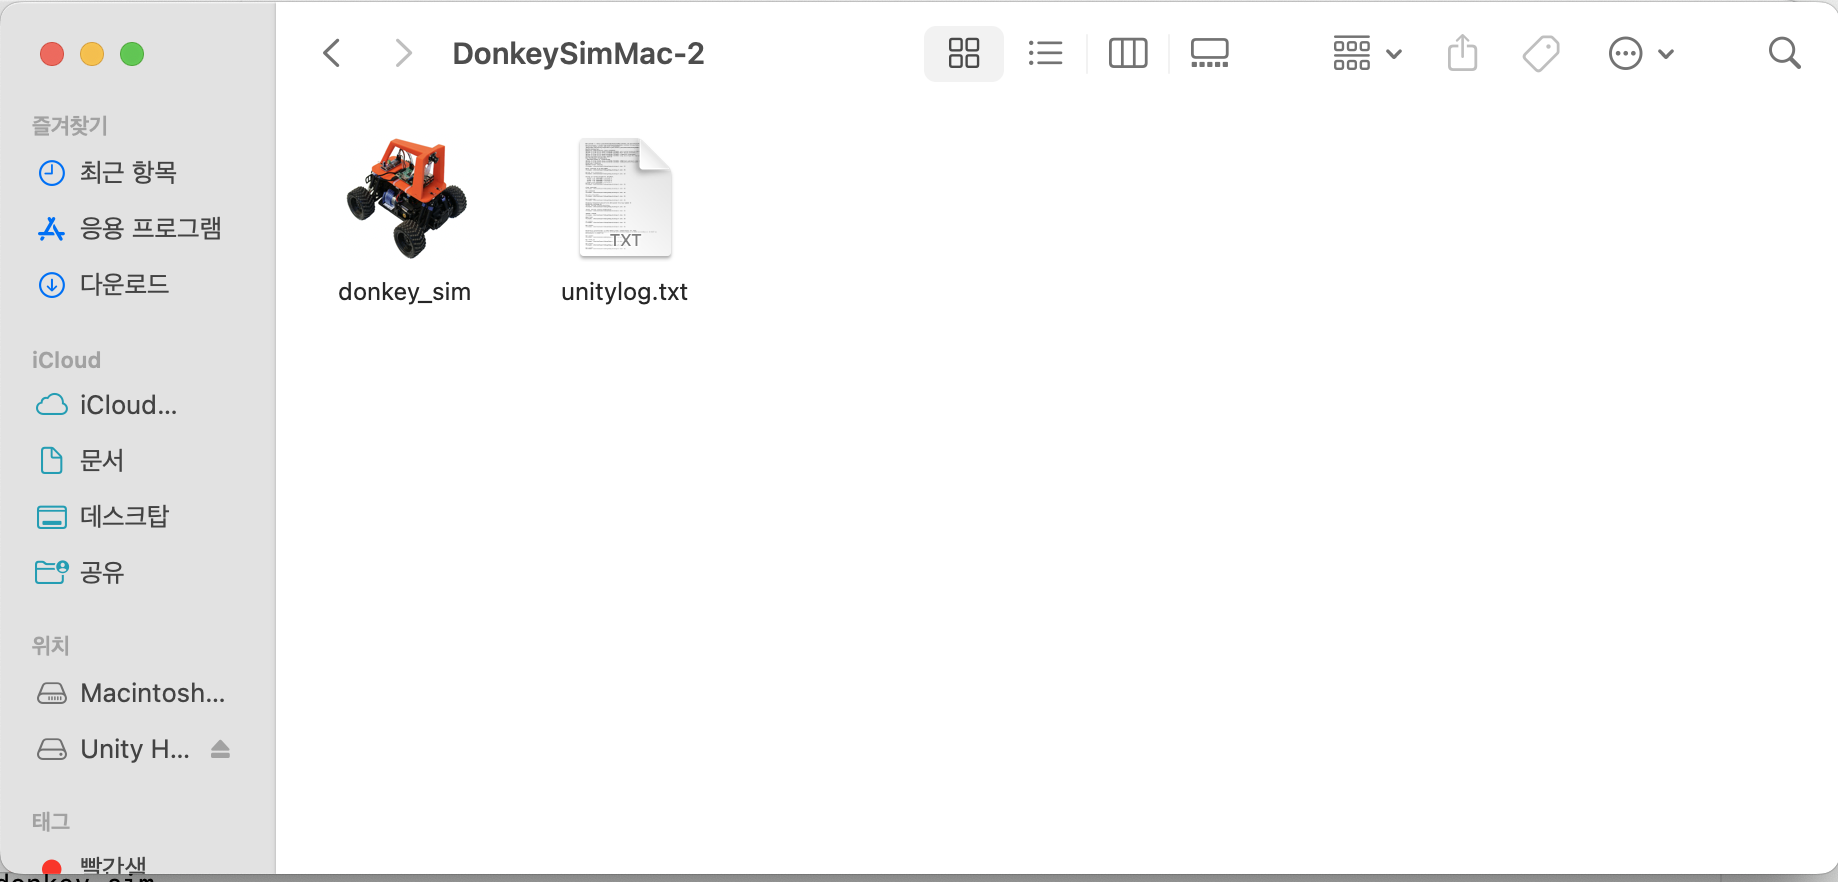 DonkeySimMac-2
즐겨찾기
최근 항목
응용 프로그램
다운로드
iCloud
iCloud...
문서
데스크탑
공유
위치
Macintosh...
Unity H...
태그
빨간색
donkey_sim
TXT
unitylog.txt
donkey_sim